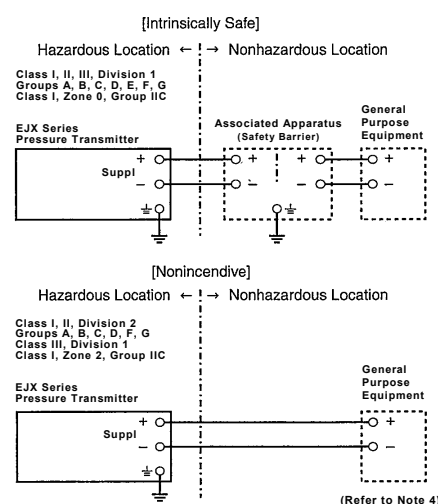 [Intrinsically Safe]
Hazardous Location ← → Nonhazardous Location
Class I, II, III, Division 1
Groups A, B, C, D, E, F, G
Class I, Zone 0, Group IIC
EJX Series
Pressure Transmitter
Associated Apparatus
(Safety Barrier)
General
Purpose
Equipment
+ + + +
Suppl
− − − −
[Nonincendive]
Hazardous Location ← → Nonhazardous Location
Class I, II, Division 2
Groups A, B, C, D, F, G
Class III, Division 1
Class I, Zone 2, Group IIC
EJX Series
Pressure Transmitter
General
Purpose
Equipment
+ +
Suppl
− −
(Refer to Note 4)